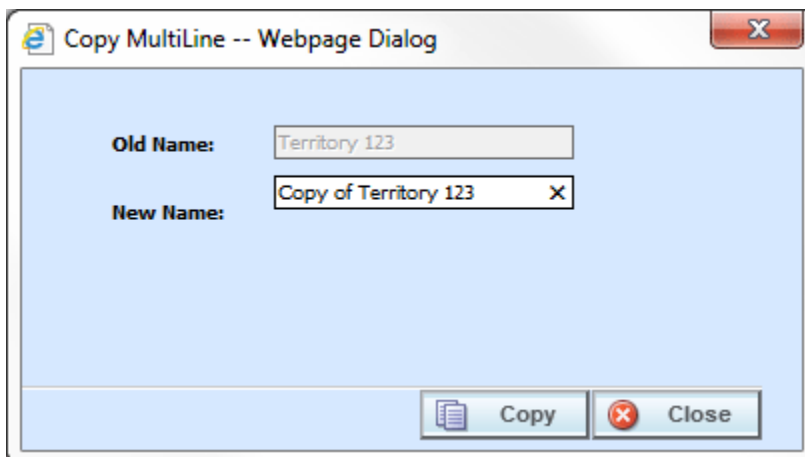 Copy MultiLine -- Webpage Dialog
Old Name: Territory 123
New Name: Copy of Territory 123
Copy Close